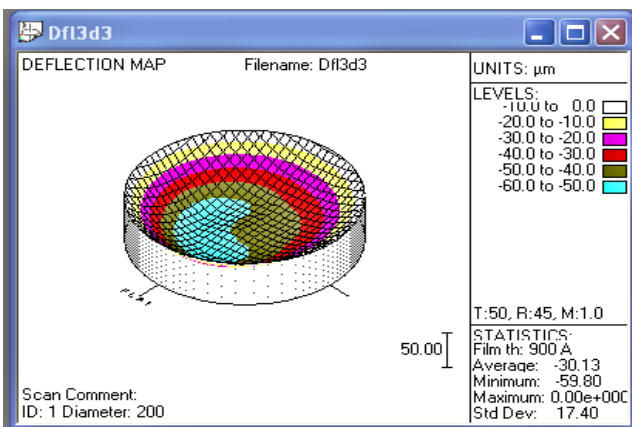 Dfl3d3
DEFLECTION MAP Filename: Dfl3d3
UNITS: µm
LEVELS:
-10.0 to 0.0
-20.0 to -10.0
-30.0 to -20.0
-40.0 to -30.0
-50.0 to -40.0
-60.0 to -50.0
FLAT
50.00
T:50, R:45, M:1.0
STATISTICS:
Film th: 900 A
Average: -30.13
Minimum: -59.80
Maximum: 0.00e+000
Std Dev: 17.40
Scan Comment:
ID: 1 Diameter: 200